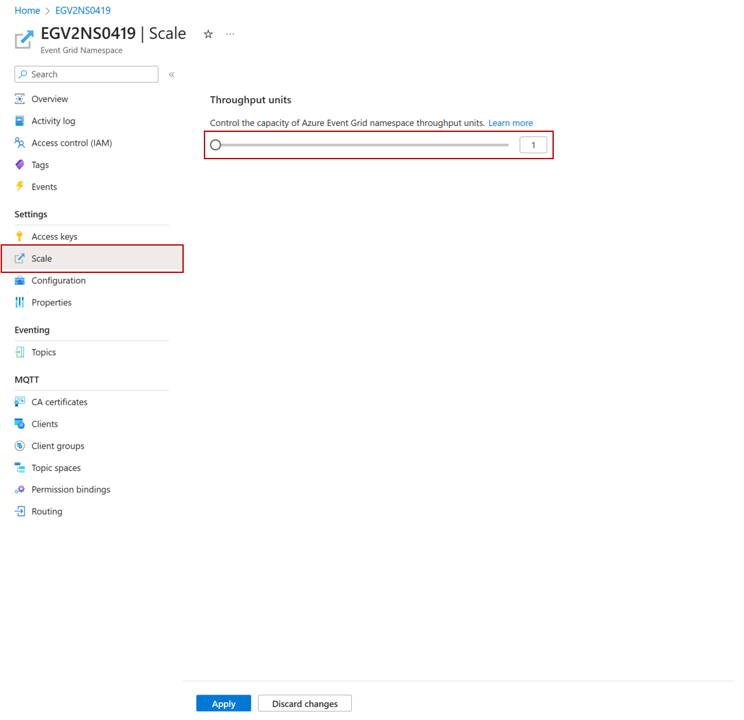 Home > EGV2NS0419
EGV2NS0419 | Scale ☆ ...
Event Grid Namespace
Search «
Overview
Activity log
Access control (IAM)
Tags
Events
Settings
Access keys
Scale
Configuration
Properties
Eventing
Topics
MQTT
CA certificates
Clients
Client groups
Topic spaces
Permission bindings
Routing
Throughput units
Control the capacity of Azure Event Grid namespace throughput units. Learn more
1
Apply Discard changes